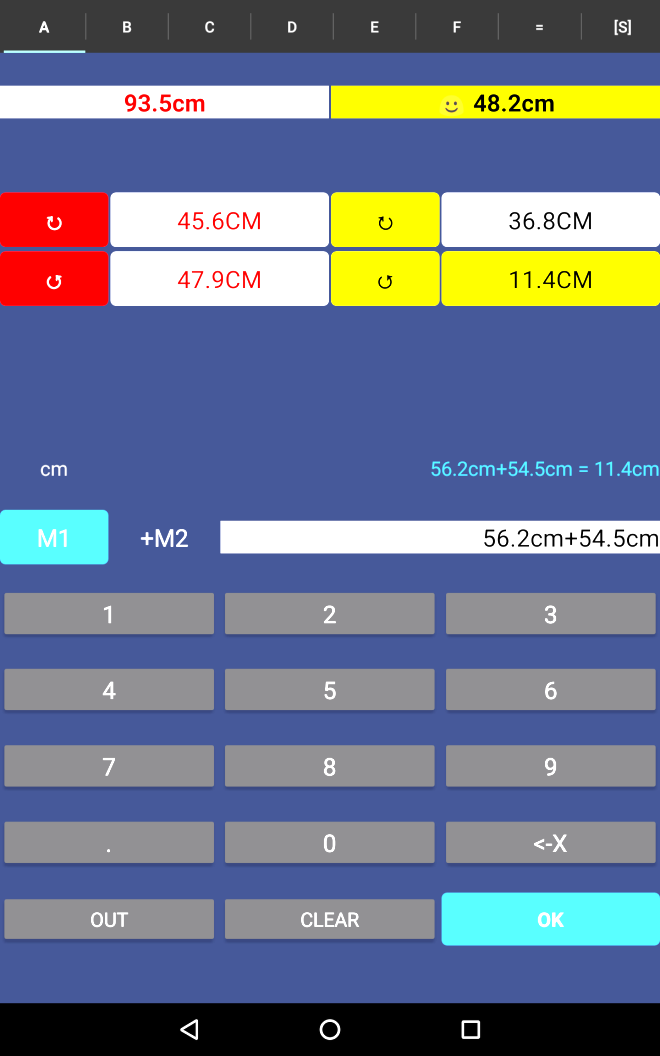 A B C D E F = [S]
93.5cm 48.2cm
↻ 45.6CM ↻ 36.8CM
↺ 47.9CM ↺ 11.4CM
cm 56.2cm+54.5cm = 11.4cm
M1 +M2 56.2cm+54.5cm
1 2 3
4 5 6
7 8 9
. 0 <-X
OUT CLEAR OK